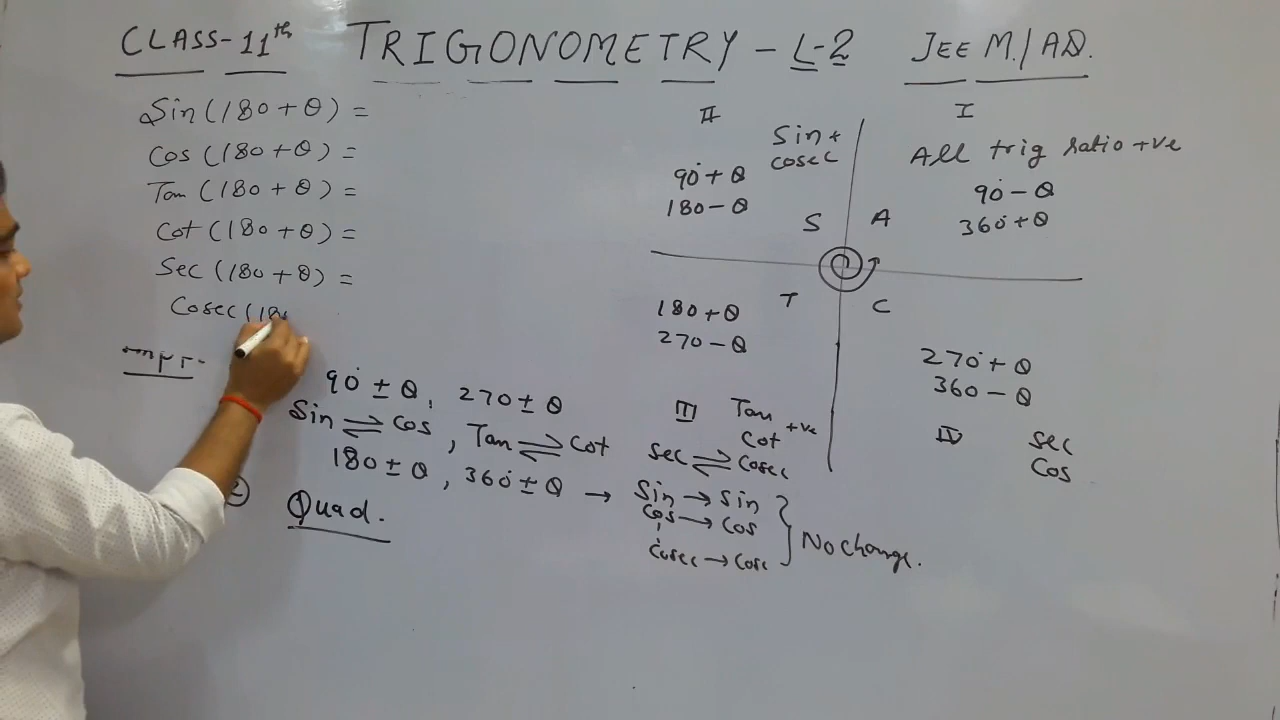 CLASS-11th TRIGONOMETRY - L-2 JEE M./AD.
Sin (180 + θ) =
Cos (180 + θ) =
Tan (180 + θ) =
Cot (180 + θ) =
Sec (180 + θ) =
Cosec (18
II
Sin +
Cosec
90° + θ
180 - θ
S
I
All trig ratio +ve
90° - θ
360° + θ
A
T
180 + θ
270 - θ
III
Tan
Cot +ve
C
270° + θ
360 - θ
IV
Sec
Cos
90° ± θ, 270 ± θ
Sin ⇌ Cos, Tan ⇌ Cot
Sec ⇌ Cosec
180 ± θ, 360° ± θ → Sin → Sin
Cos → Cos
Cosec → Cosc
No change.
2
Quad.